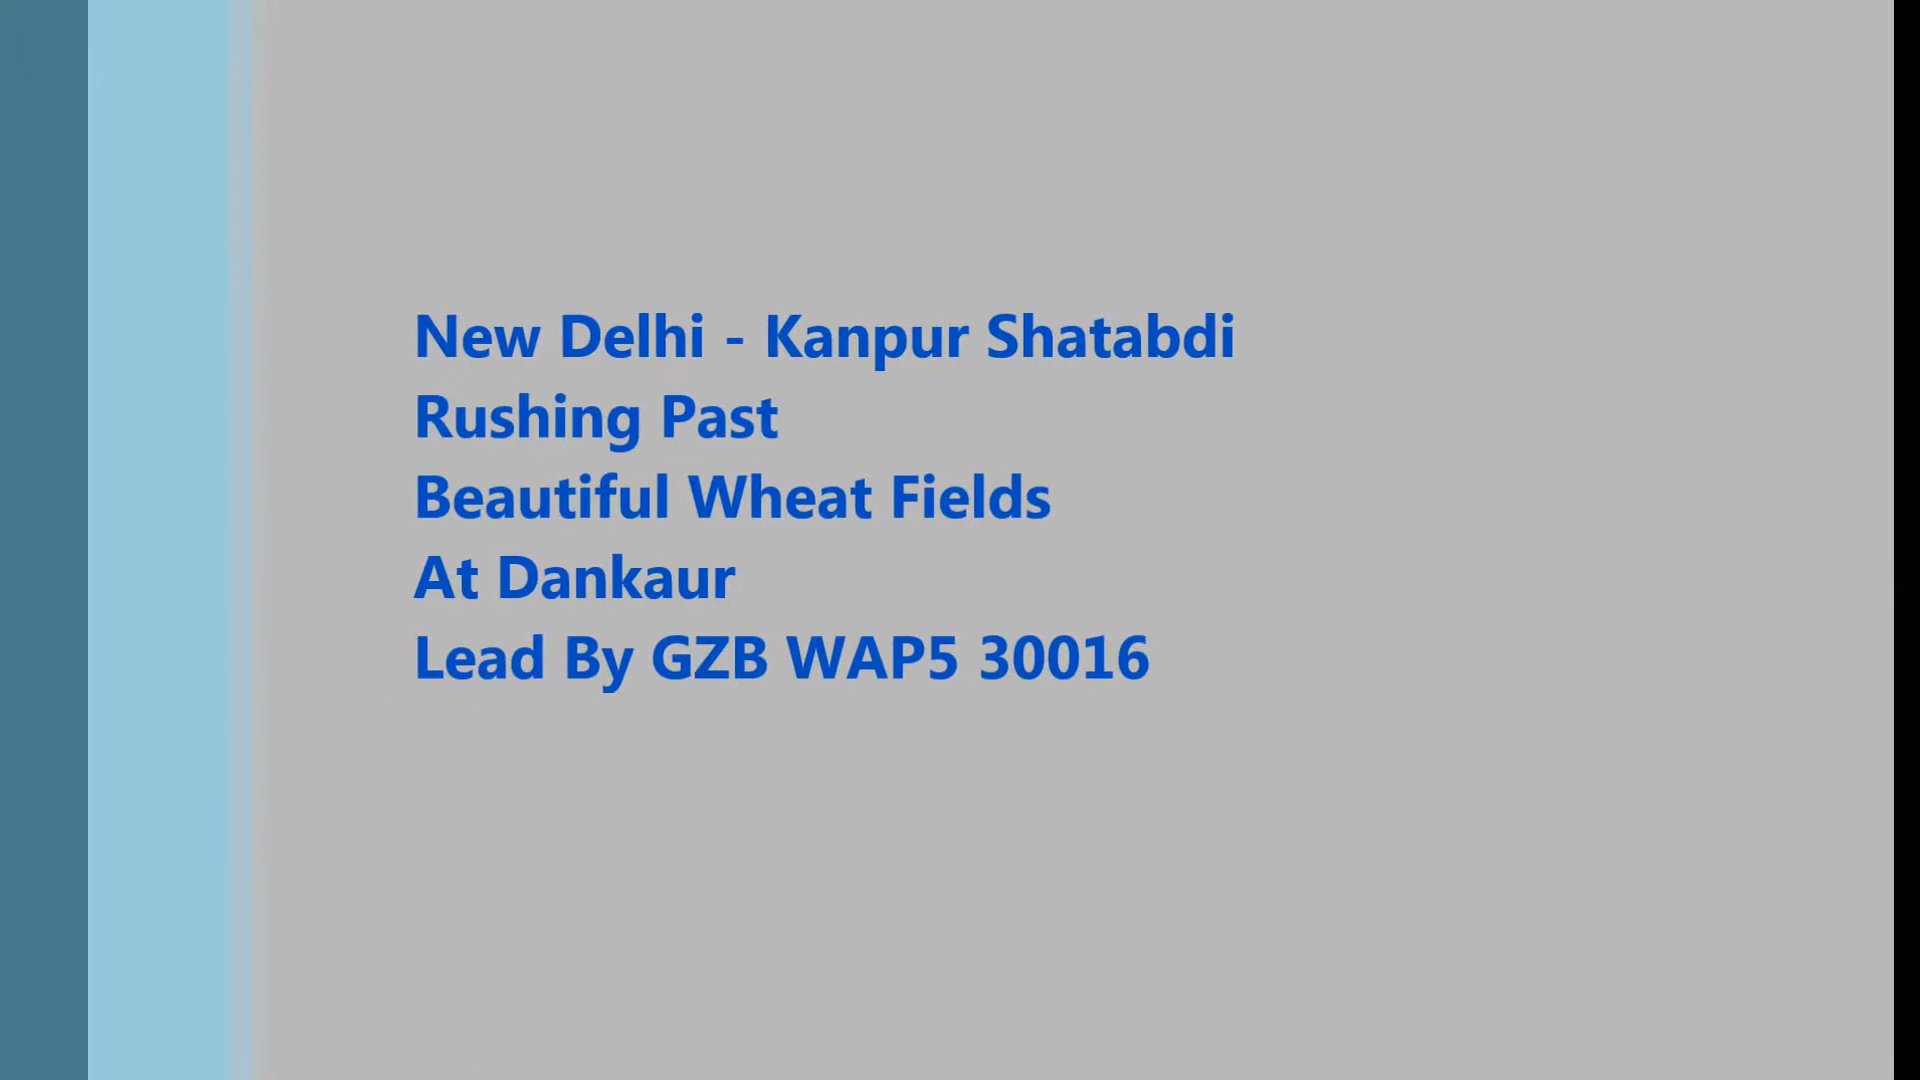 New Delhi - Kanpur Shatabdi
Rushing Past
Beautiful Wheat Fields
At Dankaur
Lead By GZB WAP5 30016